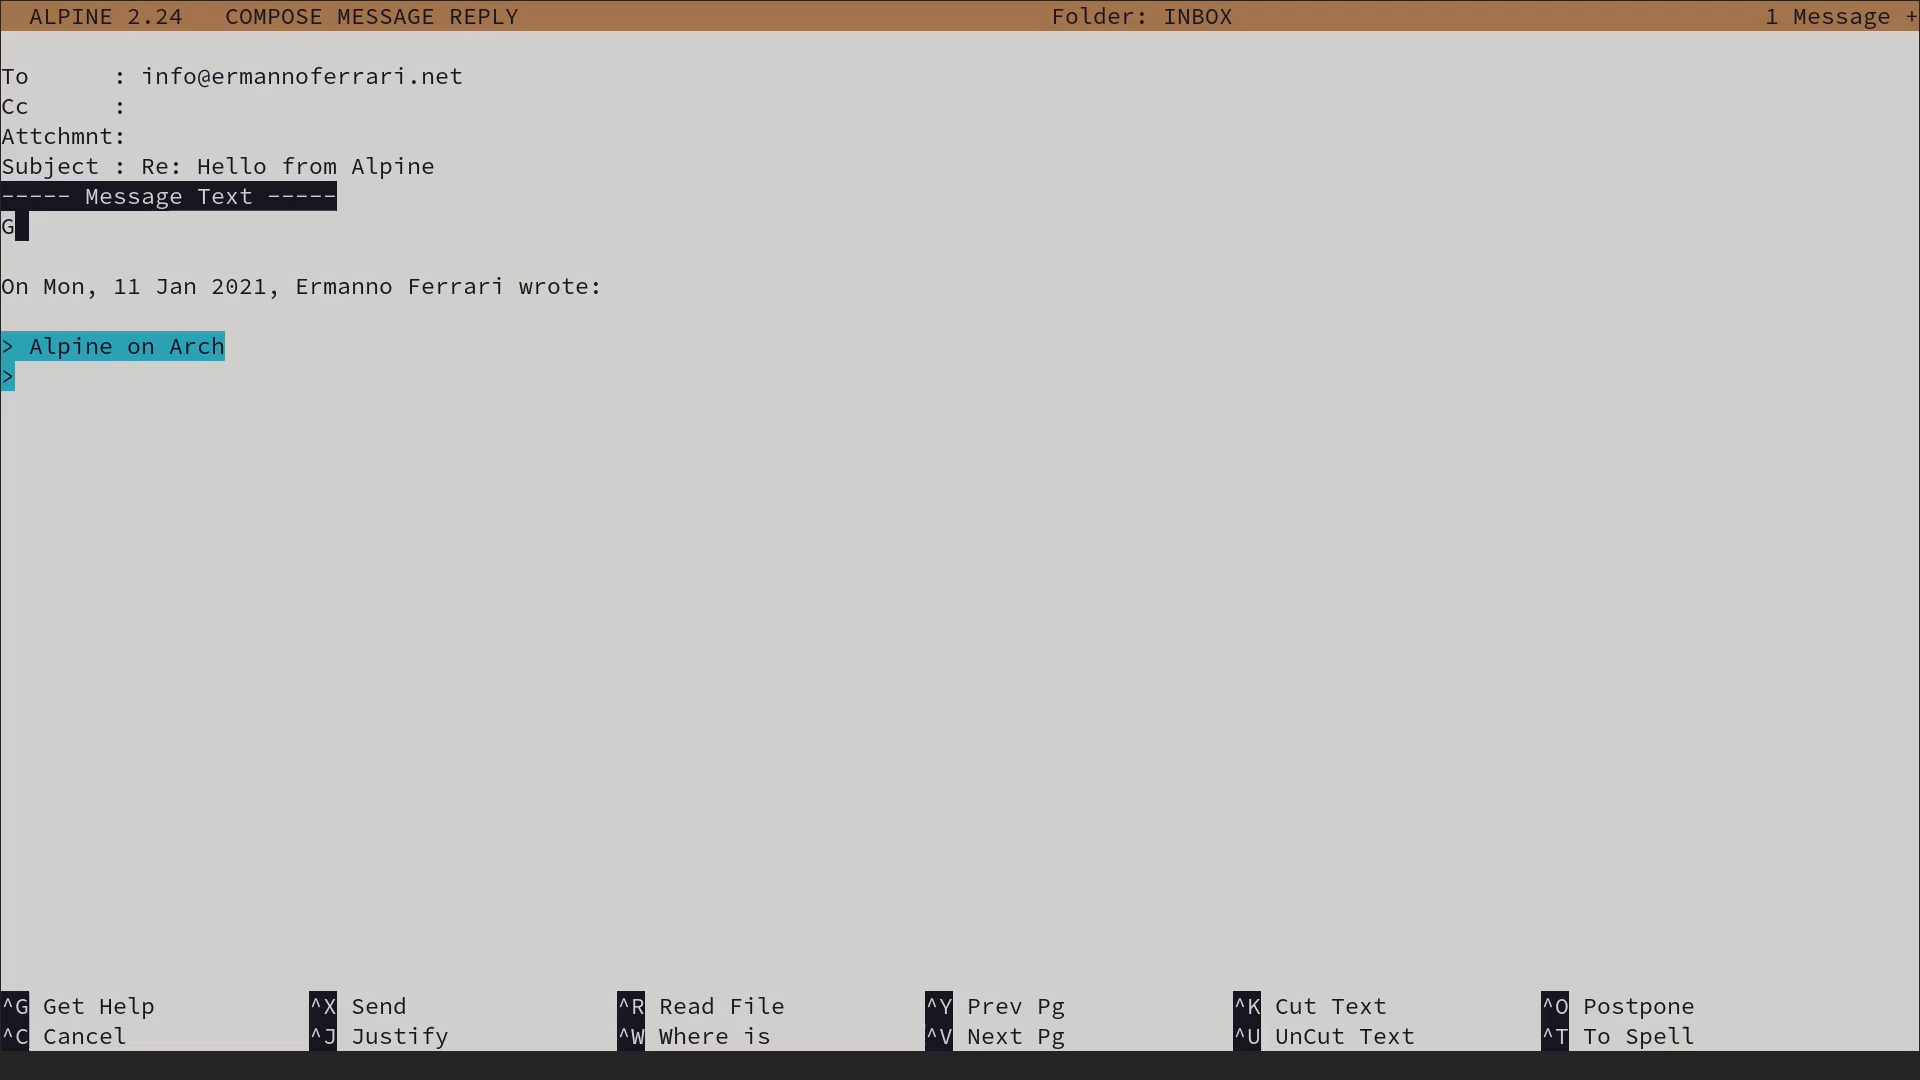 ALPINE 2.24   COMPOSE MESSAGE REPLY   Folder: INBOX   1 Message +
To      : info@ermannoferrari.net
Cc      :
Attchmnt:
Subject : Re: Hello from Alpine
----- Message Text -----
G
On Mon, 11 Jan 2021, Ermanno Ferrari wrote:
> Alpine on Arch
>
^G Get Help   ^X Send   ^R Read File   ^Y Prev Pg   ^K Cut Text   ^O Postpone
^C Cancel   ^J Justify   ^W Where is   ^V Next Pg   ^U UnCut Text   ^T To Spell